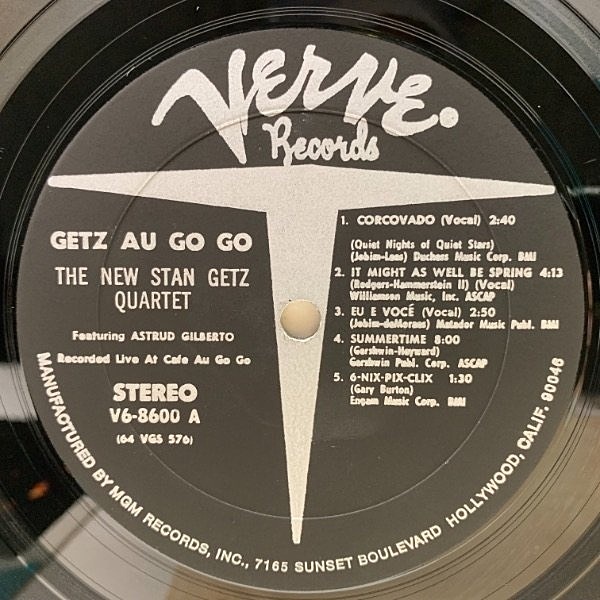 Verve.
Records
GETZ AU GO GO
THE NEW STAN GETZ
QUARTET
Featuring ASTRUD GILBERTO
Recorded Live At Cafe Au Go Go
STEREO
V6-8600 A
(64 VGS 576)
1. CORCOVADO (Vocal) 2:40
(Quiet Nights of Quiet Stars)
(Jobim-Lees) Duchess Music Corp. BMI
2. IT MIGHT AS WELL BE SPRING 4:13
(Rodgers-Hammerstein II) (Vocal)
Williamson Music, Inc. ASCAP
3. EU E VOCÉ (Vocal) 2:50
(Jobim-deMoraes) Matador Music Publ. BMI
4. SUMMERTIME 8:00
(Gershwin-Heyward)
Gershwin Publ. Corp. ASCAP
5. 6-NIX-PIX-CLIX 1:30
(Gary Burton)
Engam Music Corp. BMI
MANUFACTURED BY MGM RECORDS, INC., 7165 SUNSET BOULEVARD HOLLYWOOD, CALIF. 90046